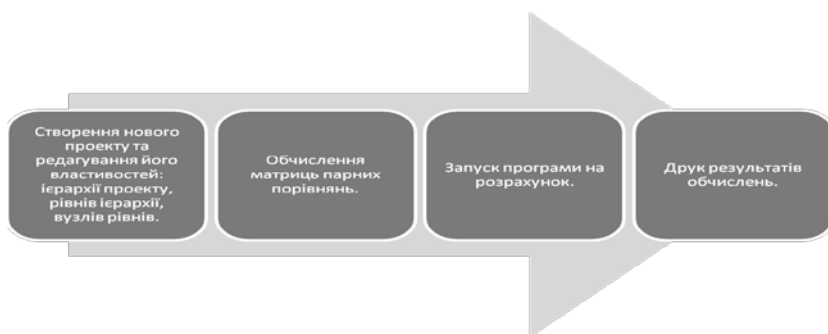 Створення нового
проекту та
редагування його
властивостей:
ієрархії проекту,
рівнів ієрархії,
вузлів рівнів.
Обчислення
матриць парних
порівнянь.
Запуск програми на
розрахунок.
Друк результатів
обчислень.